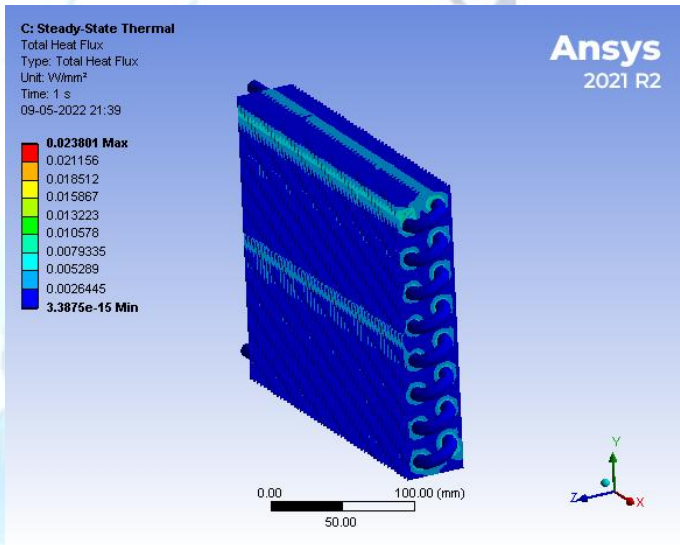 C: Steady-State Thermal
Total Heat Flux
Type: Total Heat Flux
Unit: W/mm²
Time: 1 s
09-05-2022 21:39
Ansys
2021 R2
0.023801 Max
0.021156
0.018512
0.015867
0.013223
0.010578
0.0079335
0.005289
0.0026445
3.3875e-15 Min
0.00
100.00 (mm)
50.00
Y
Z
X